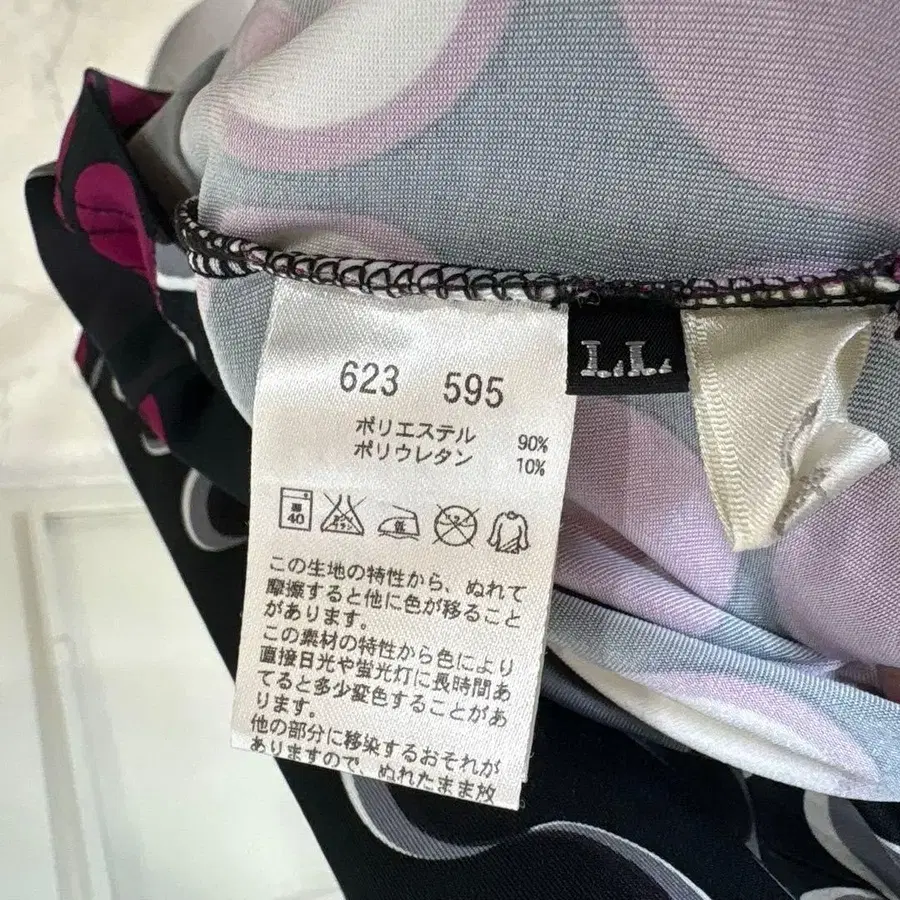 623 595
LL
ポリエステル 90%
ポリウレタン 10%
40
この生地の特性から、ぬれて
摩擦すると他に色が移ること
があります。
この素材の特性から色により
直接日光や蛍光灯に長時間あ
てると多少変色することがあ
ります。
他の部分に移染するおそれが
ありますので、ぬれたまま放